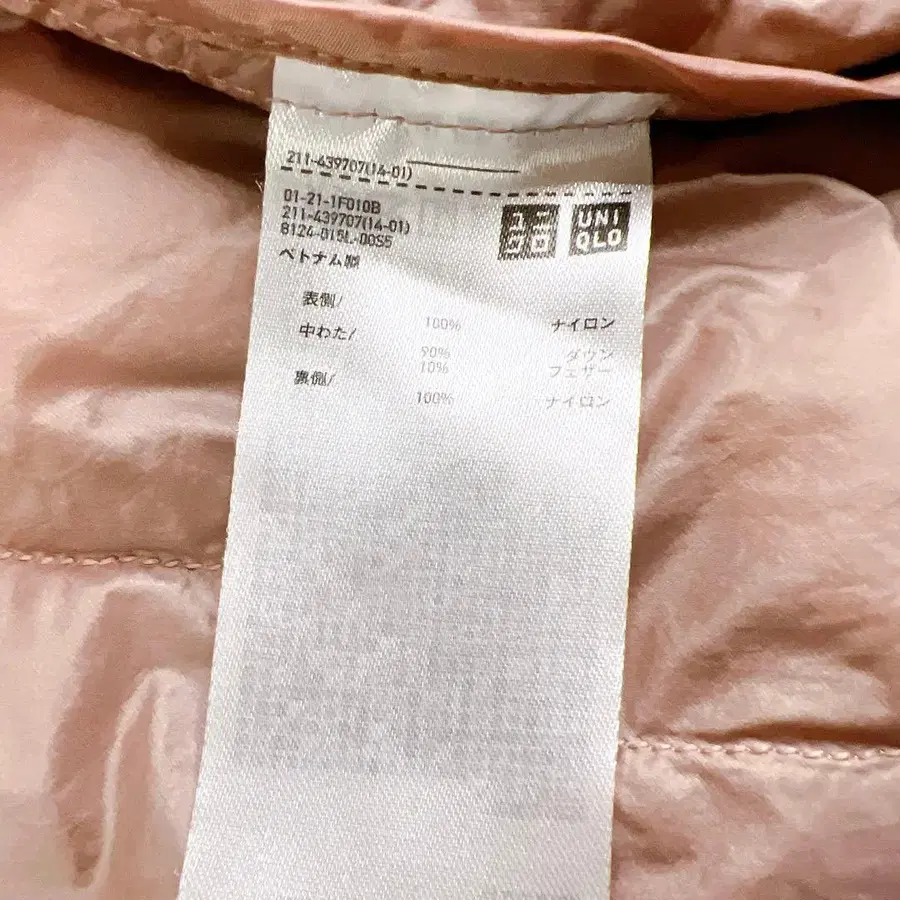 211-439707(14-01)
01-21-1F010B
211-439707(14-01)
8124-015L-00S5
ベトナム製
ユニ
クロ
UNI
QLO
表側/
100% ナイロン
中わた/
90% ダウン
10% フェザー
裏側/
100% ナイロン